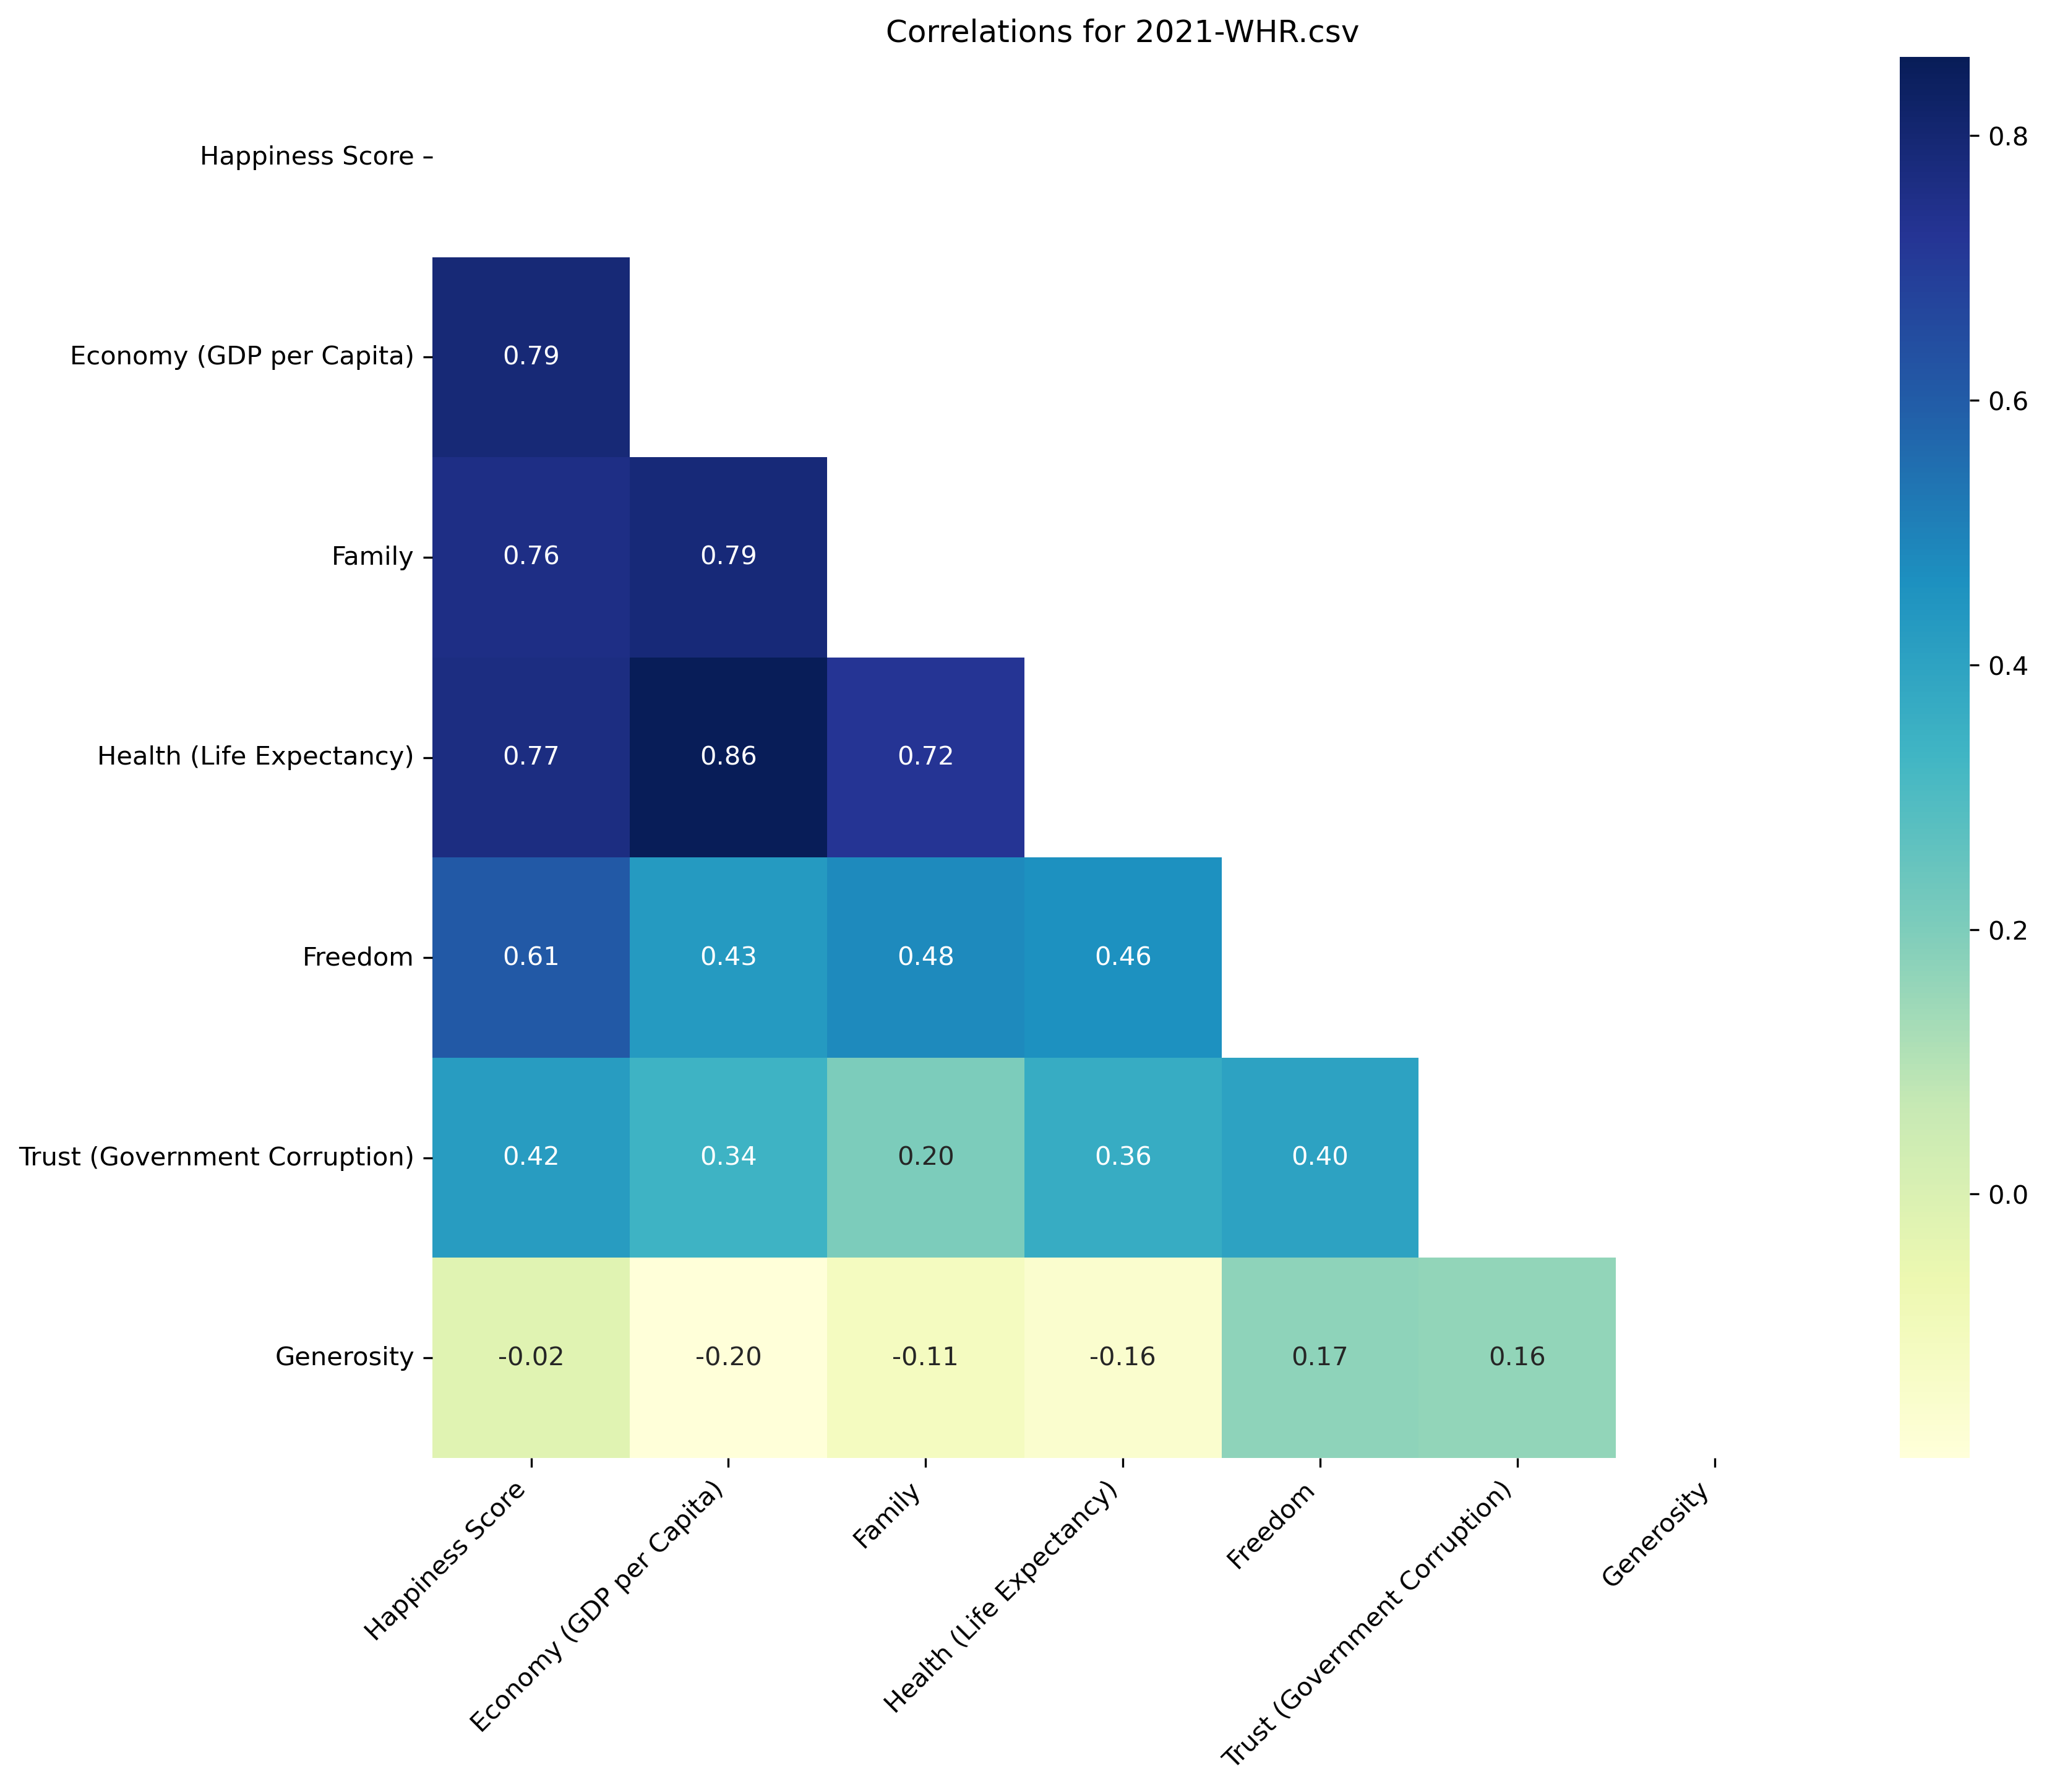 Correlations for 2021-WHR.csv
Happiness Score
Economy (GDP per Capita)
0.79
Family
0.76 0.79
Health (Life Expectancy)
0.77 0.86 0.72
Freedom
0.61 0.43 0.48 0.46
Trust (Government Corruption)
0.42 0.34 0.20 0.36 0.40
Generosity
-0.02 -0.20 -0.11 -0.16 0.17 0.16
Happiness Score
Economy (GDP per Capita)
Family
Health (Life Expectancy)
Freedom
Trust (Government Corruption)
Generosity
0.8
0.6
0.4
0.2
0.0